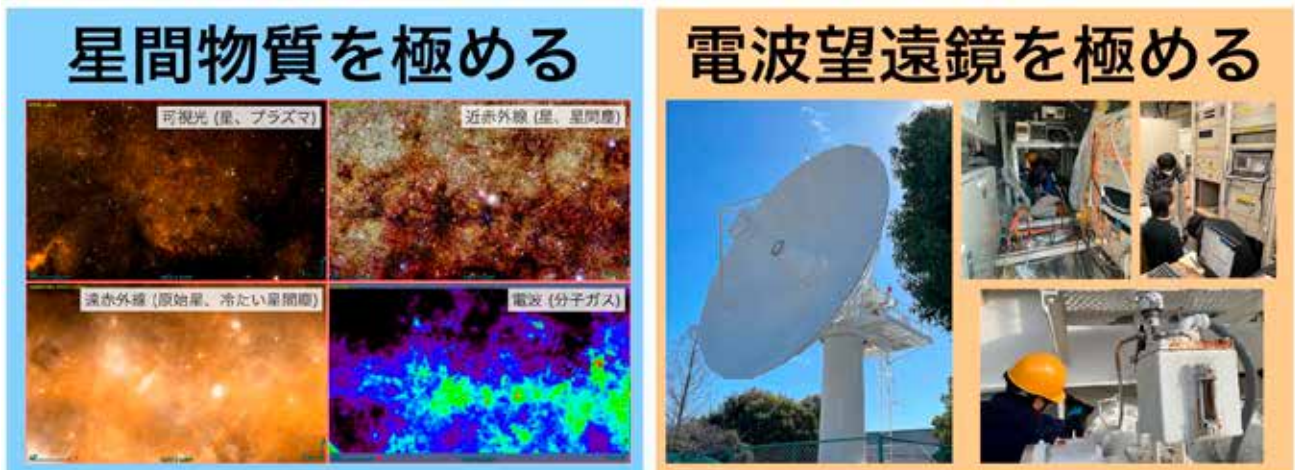 星間物質を極める
可視光 (星、プラズマ)
近赤外線 (星、星間塵)
遠赤外線 (原始星、冷たい星間塵)
電波 (分子ガス)
電波望遠鏡を極める